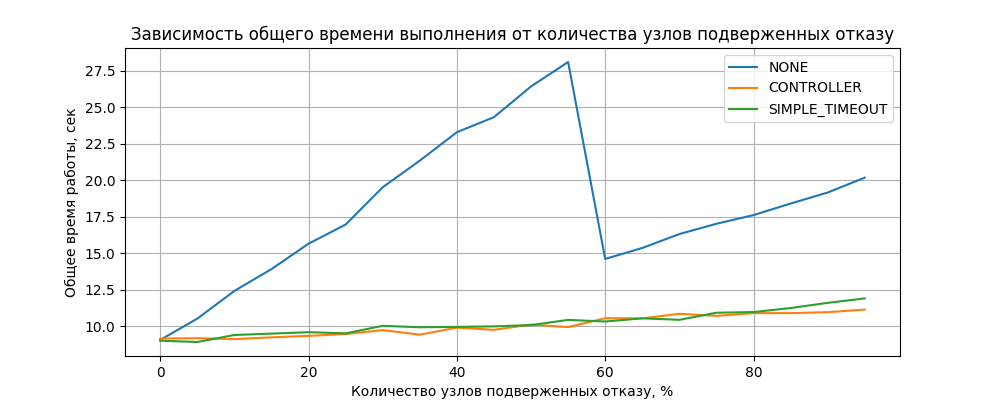 Зависимость общего времени выполнения от количества узлов подверженных отказу
NONE
CONTROLLER
SIMPLE_TIMEOUT
Общее время работы, сек
27.5
25.0
22.5
20.0
17.5
15.0
12.5
10.0
0
20
40
60
80
Количество узлов подверженных отказу, %